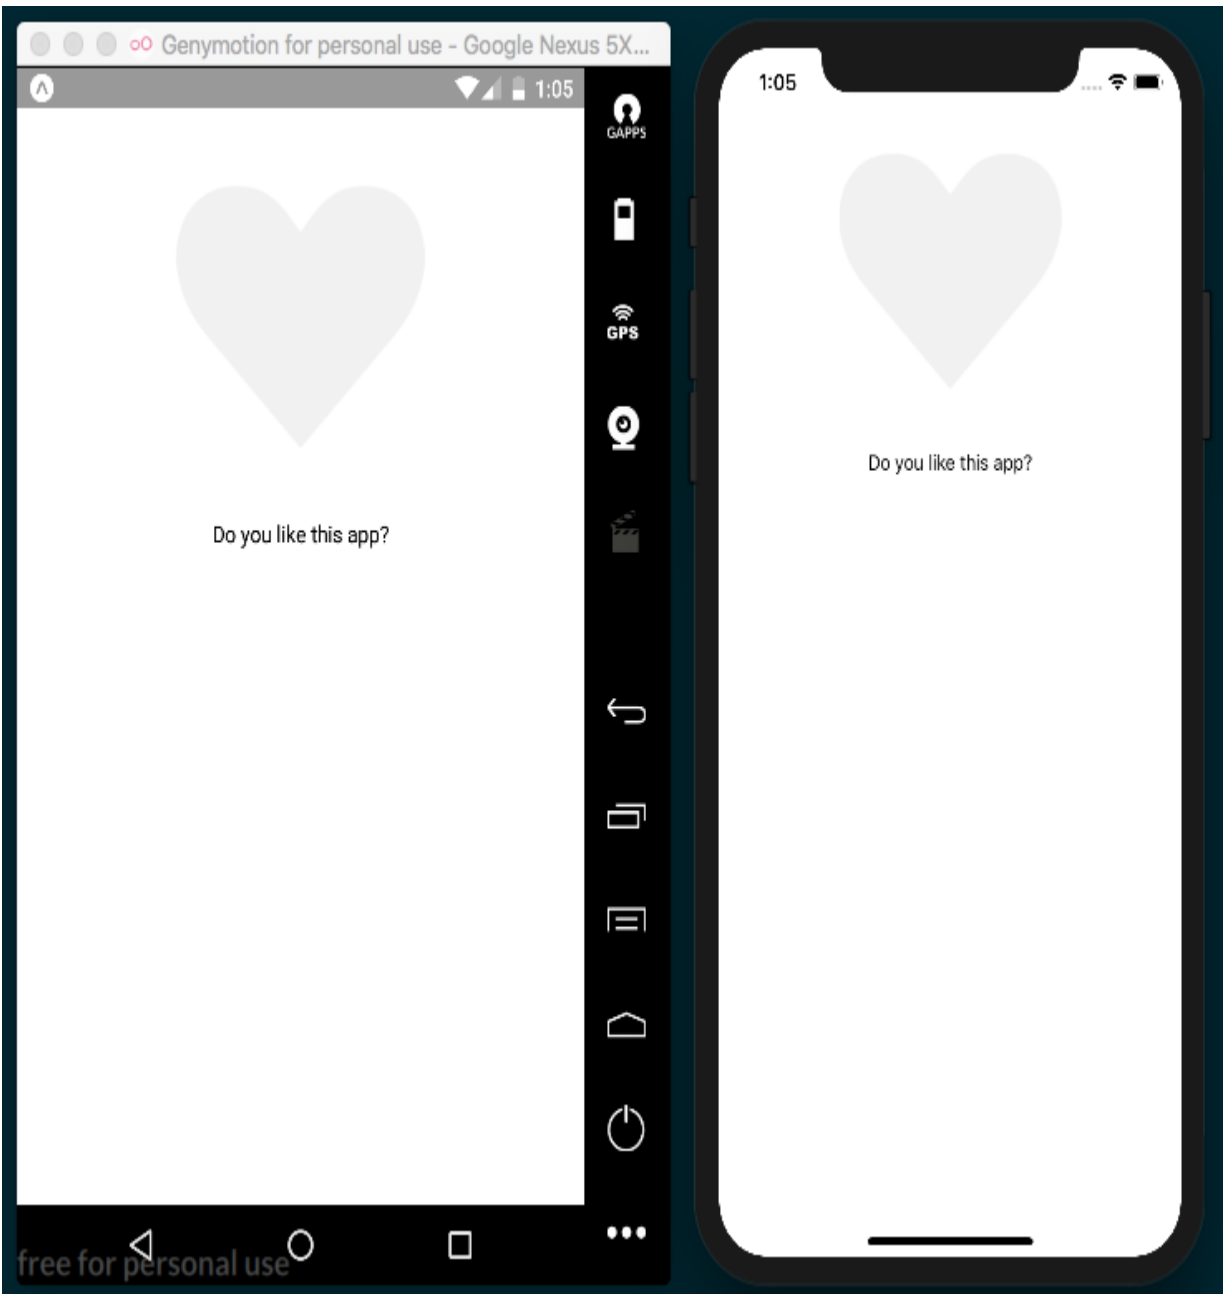 Genymotion for personal use - Google Nexus 5X...
1:05
GAPPS
GPS
Do you like this app?
free for personal use
1:05
Do you like this app?